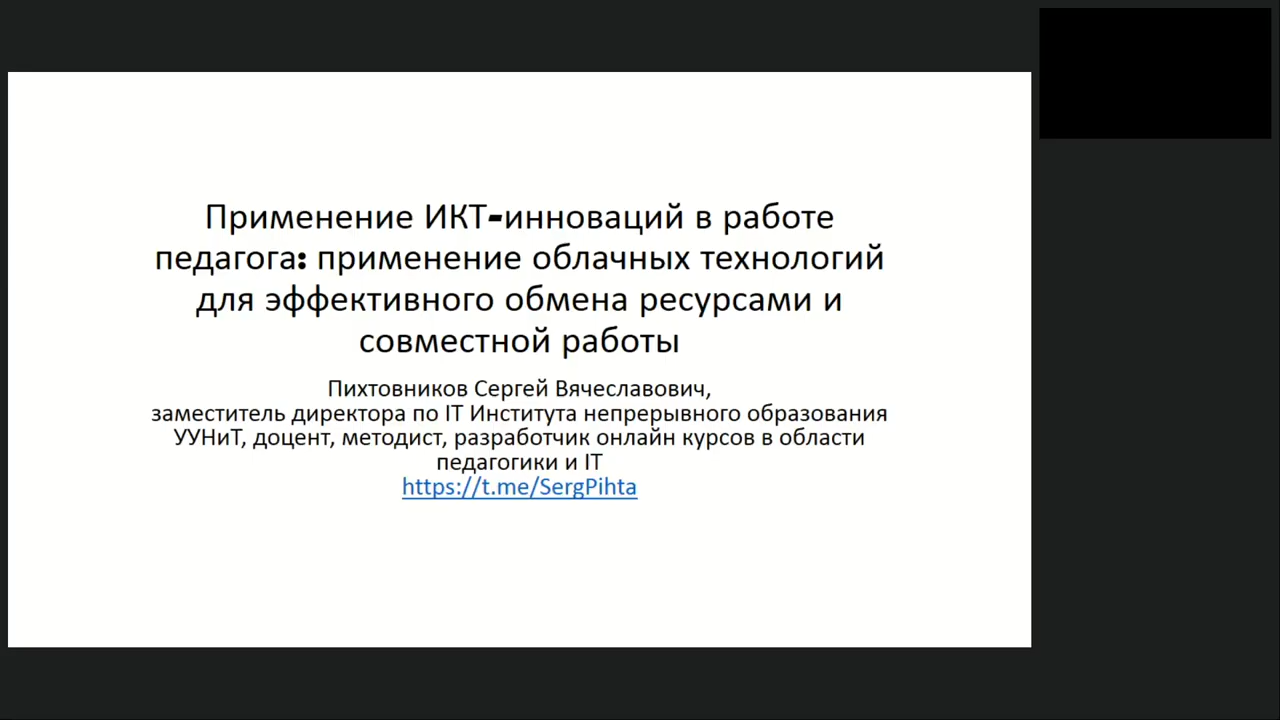 Применение ИКТ-инноваций в работе
педагога: применение облачных технологий
для эффективного обмена ресурсами и
совместной работы
Пихтовников Сергей Вячеславович,
заместитель директора по IT Института непрерывного образования
УУНиТ, доцент, методист, разработчик онлайн курсов в области
педагогики и IT
https://t.me/SergPihta